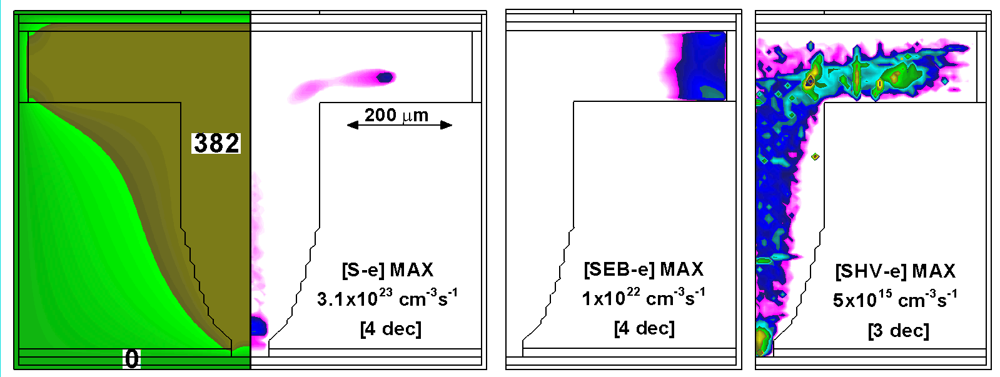 382
0
200 μm
[S-e] MAX
3.1x10²³ cm⁻³s⁻¹
[4 dec]
[SEB-e] MAX
1x10²² cm⁻³s⁻¹
[4 dec]
[SHV-e] MAX
5x10¹⁵ cm⁻³s⁻¹
[3 dec]